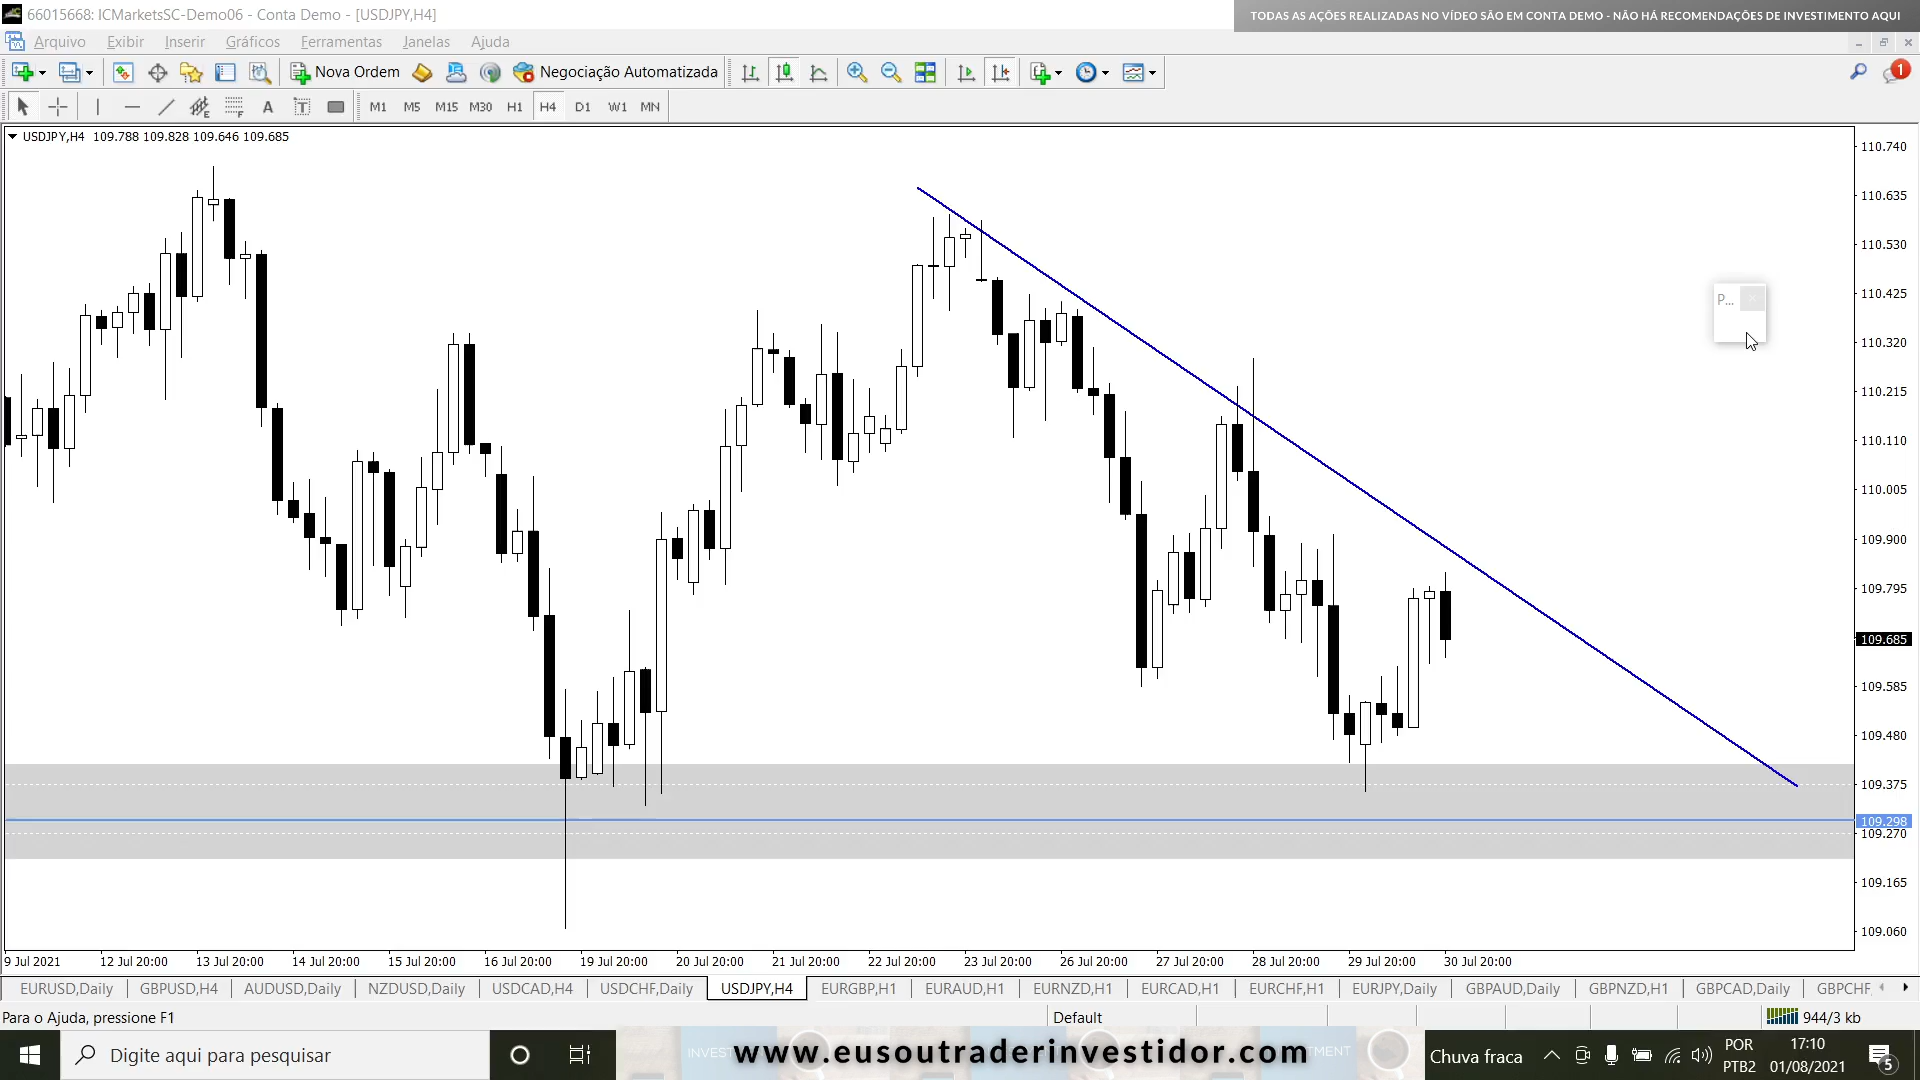 66015668: ICMarketsSC-Demo06 - Conta Demo - [USDJPY,H4]
TODAS AS AÇÕES REALIZADAS NO VÍDEO SÃO EM CONTA DEMO - NÃO HÁ RECOMENDAÇÕES DE INVESTIMENTO AQUI
Arquivo Exibir Inserir Gráficos Ferramentas Janelas Ajuda
Nova Ordem Negociação Automatizada 1
A T M1 M5 M15 M30 H1 H4 D1 W1 MN
USDJPY,H4 109.788 109.828 109.646 109.685
110.740
110.635
110.530
110.425
P...
110.320
110.215
110.110
110.005
109.900
109.795
109.685
109.585
109.480
109.375
109.298
109.270
109.165
109.060
9 Jul 2021 12 Jul 20:00 13 Jul 20:00 14 Jul 20:00 15 Jul 20:00 16 Jul 20:00 19 Jul 20:00 20 Jul 20:00 21 Jul 20:00 22 Jul 20:00 23 Jul 20:00 26 Jul 20:00 27 Jul 20:00 28 Jul 20:00 29 Jul 20:00 30 Jul 20:00
EURUSD,Daily GBPUSD,H4 AUDUSD,Daily NZDUSD,Daily USDCAD,H4 USDCHF,Daily USDJPY,H4 EURGBP,H1 EURAUD,H1 EURNZD,H1 EURCAD,H1 EURCHF,H1 EURJPY,Daily GBPAUD,Daily GBPNZD,H1 GBPCAD,Daily GBPCHF,
Para o Ajuda, pressione F1 Default 944/3 kb
Digite aqui para pesquisar www.eusoutraderinvestidor.com Chuva fraca POR 17:10
PTB2 01/08/2021 5